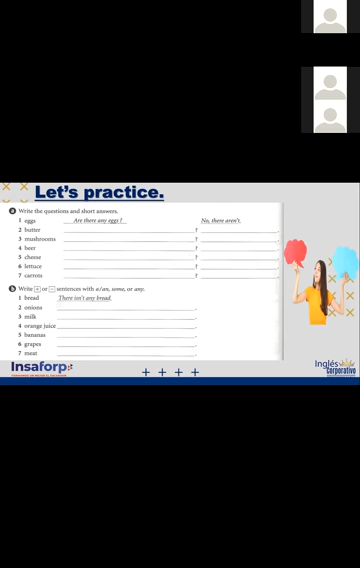 Let's practice.
a Write the questions and short answers.
1 eggs Are there any eggs? No, there aren't.
2 butter ?
3 mushrooms ?
4 beer ?
5 cheese ?
6 lettuce ?
7 carrots ?
b Write + or - sentences with a/an, some, or any.
1 bread There isn't any bread.
2 onions
3 milk
4 orange juice
5 bananas
6 grapes
7 meat
Insaforp
Inglés
Corporativo